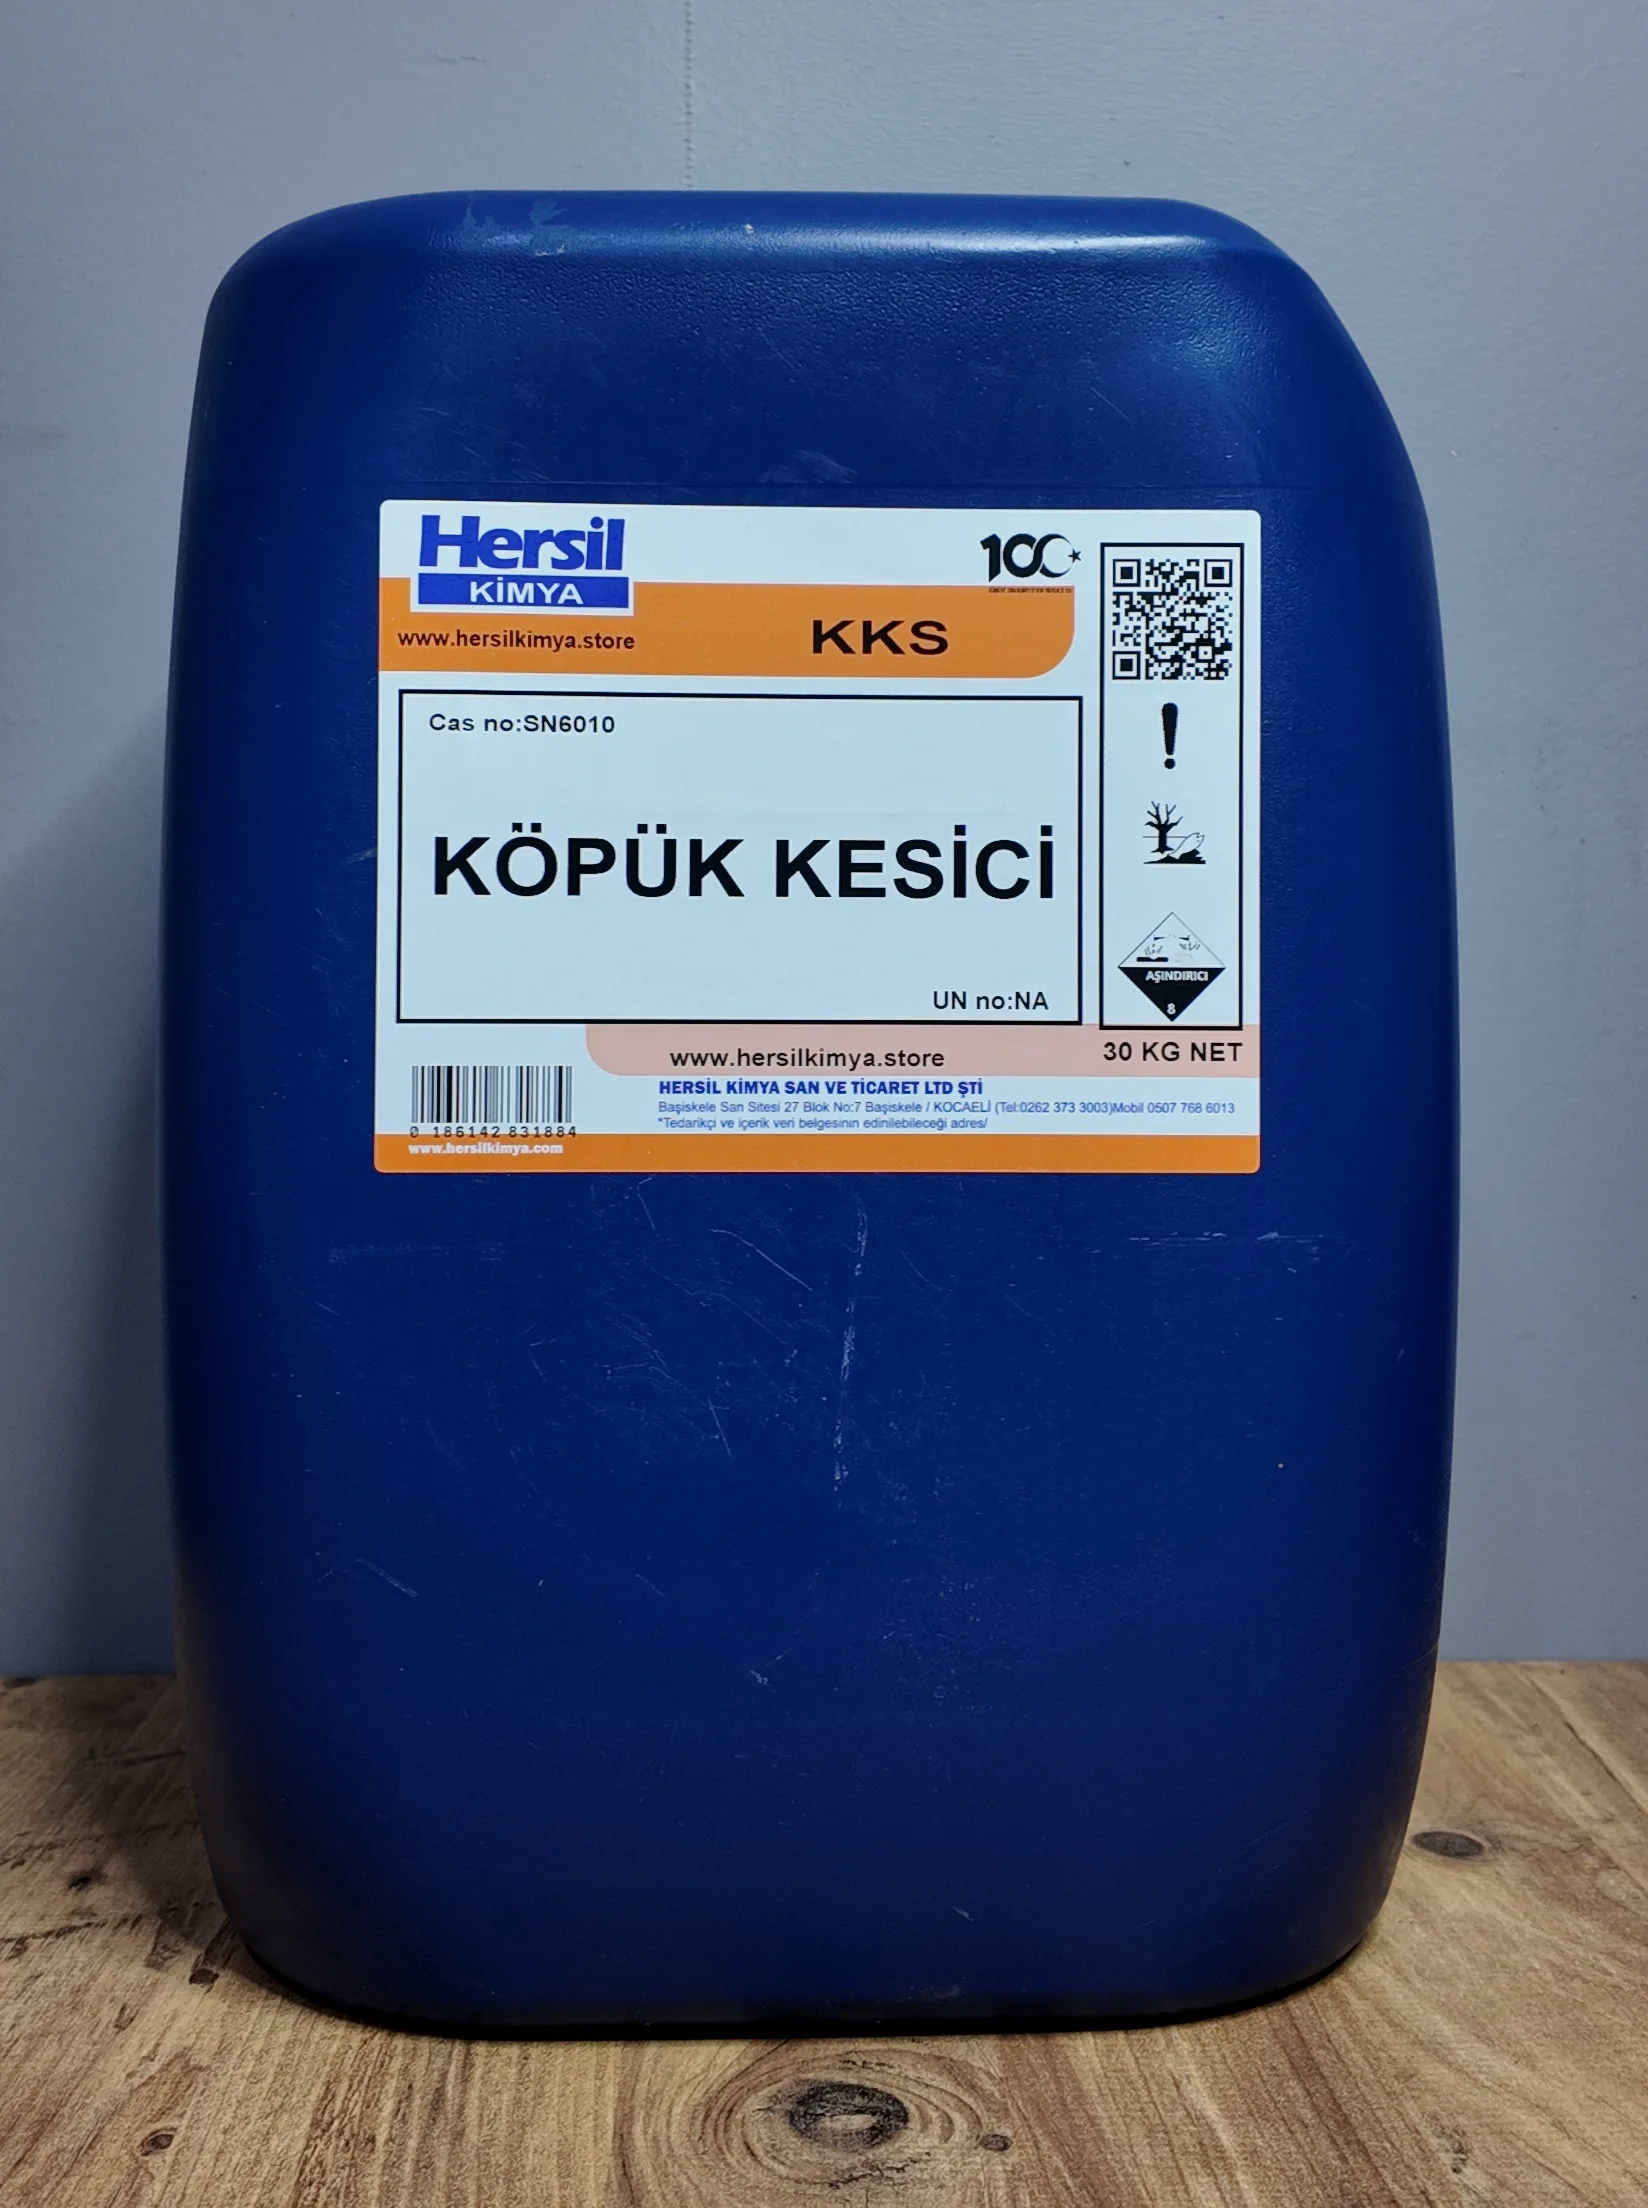 Hersil
KİMYA
www.hersilkimya.store
100
KKS
Cas no:SN6010
KÖPÜK KESİCİ
UN no:NA
AŞINDIRICI
8
30 KG NET
www.hersilkimya.store
HERSİL KİMYA SAN VE TİCARET LTD ŞTİ
Başiskele San Sitesi 27 Blok No:7 Başiskele / KOCAELİ (Tel:0262 373 3003)Mobil 0507 768 6013
*Tedarikçi ve içerik veri belgesinin edinilebileceği adres/
0 186142 831884
www.hersilkimya.com